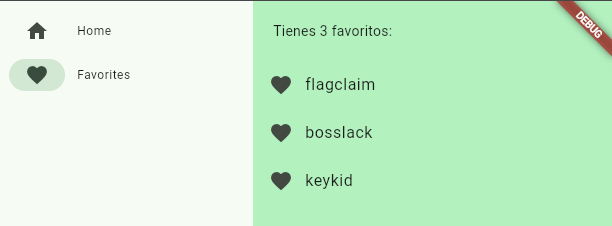 Home
Favorites
Tienes 3 favoritos:
flagclaim
bosslack
keykid
DEBUG